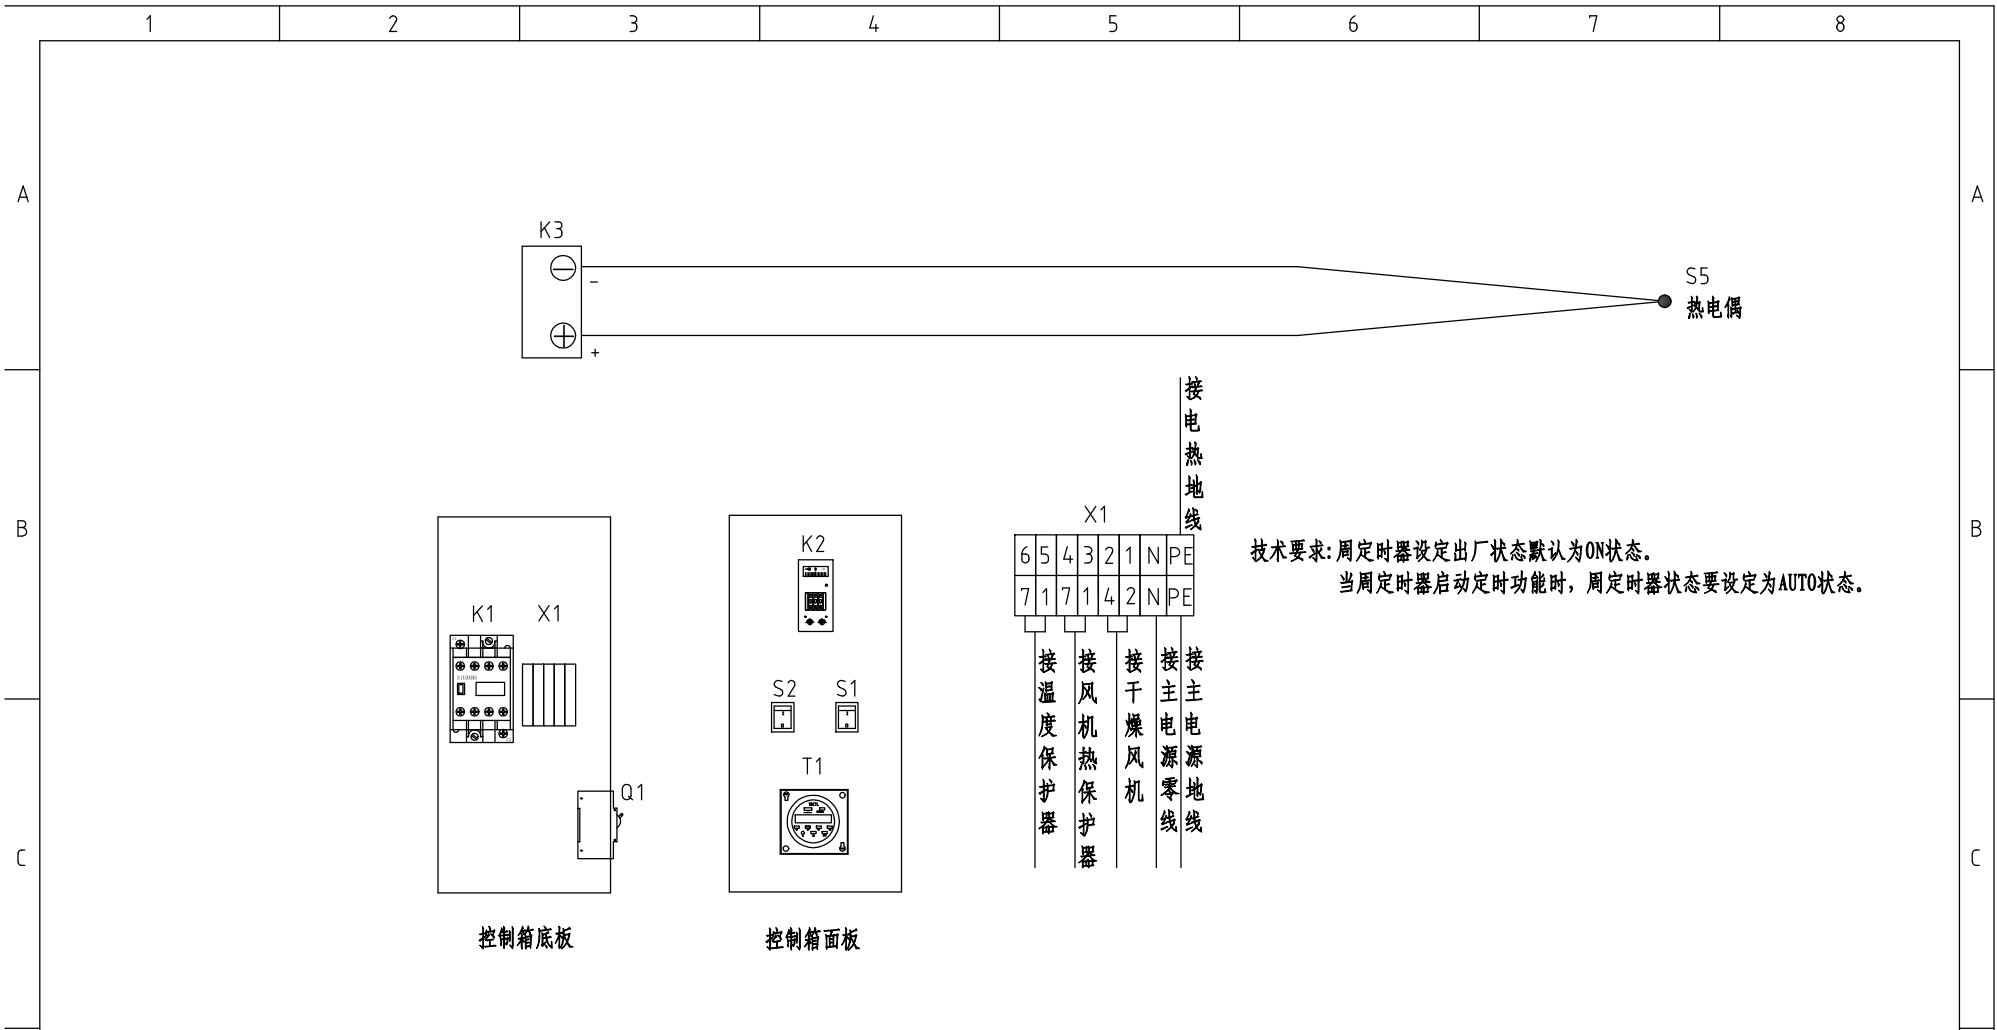 1 2 3 4 5 6 7 8
A A
K3
-
+
S5
热电偶
接电热地线
B B
X1
6 5 4 3 2 1 N PE
7 1 7 1 4 2 N PE
技术要求:周定时器设定出厂状态默认为ON状态。
当周定时器启动定时功能时，周定时器状态要设定为AUTO状态。
K1 X1
SIEMENS
Q1
K2
S2 S1
T1
接温度保护器
接风机热保护器
接干燥风机
接主电源零线
接主电源地线
C C
控制箱底板
控制箱面板